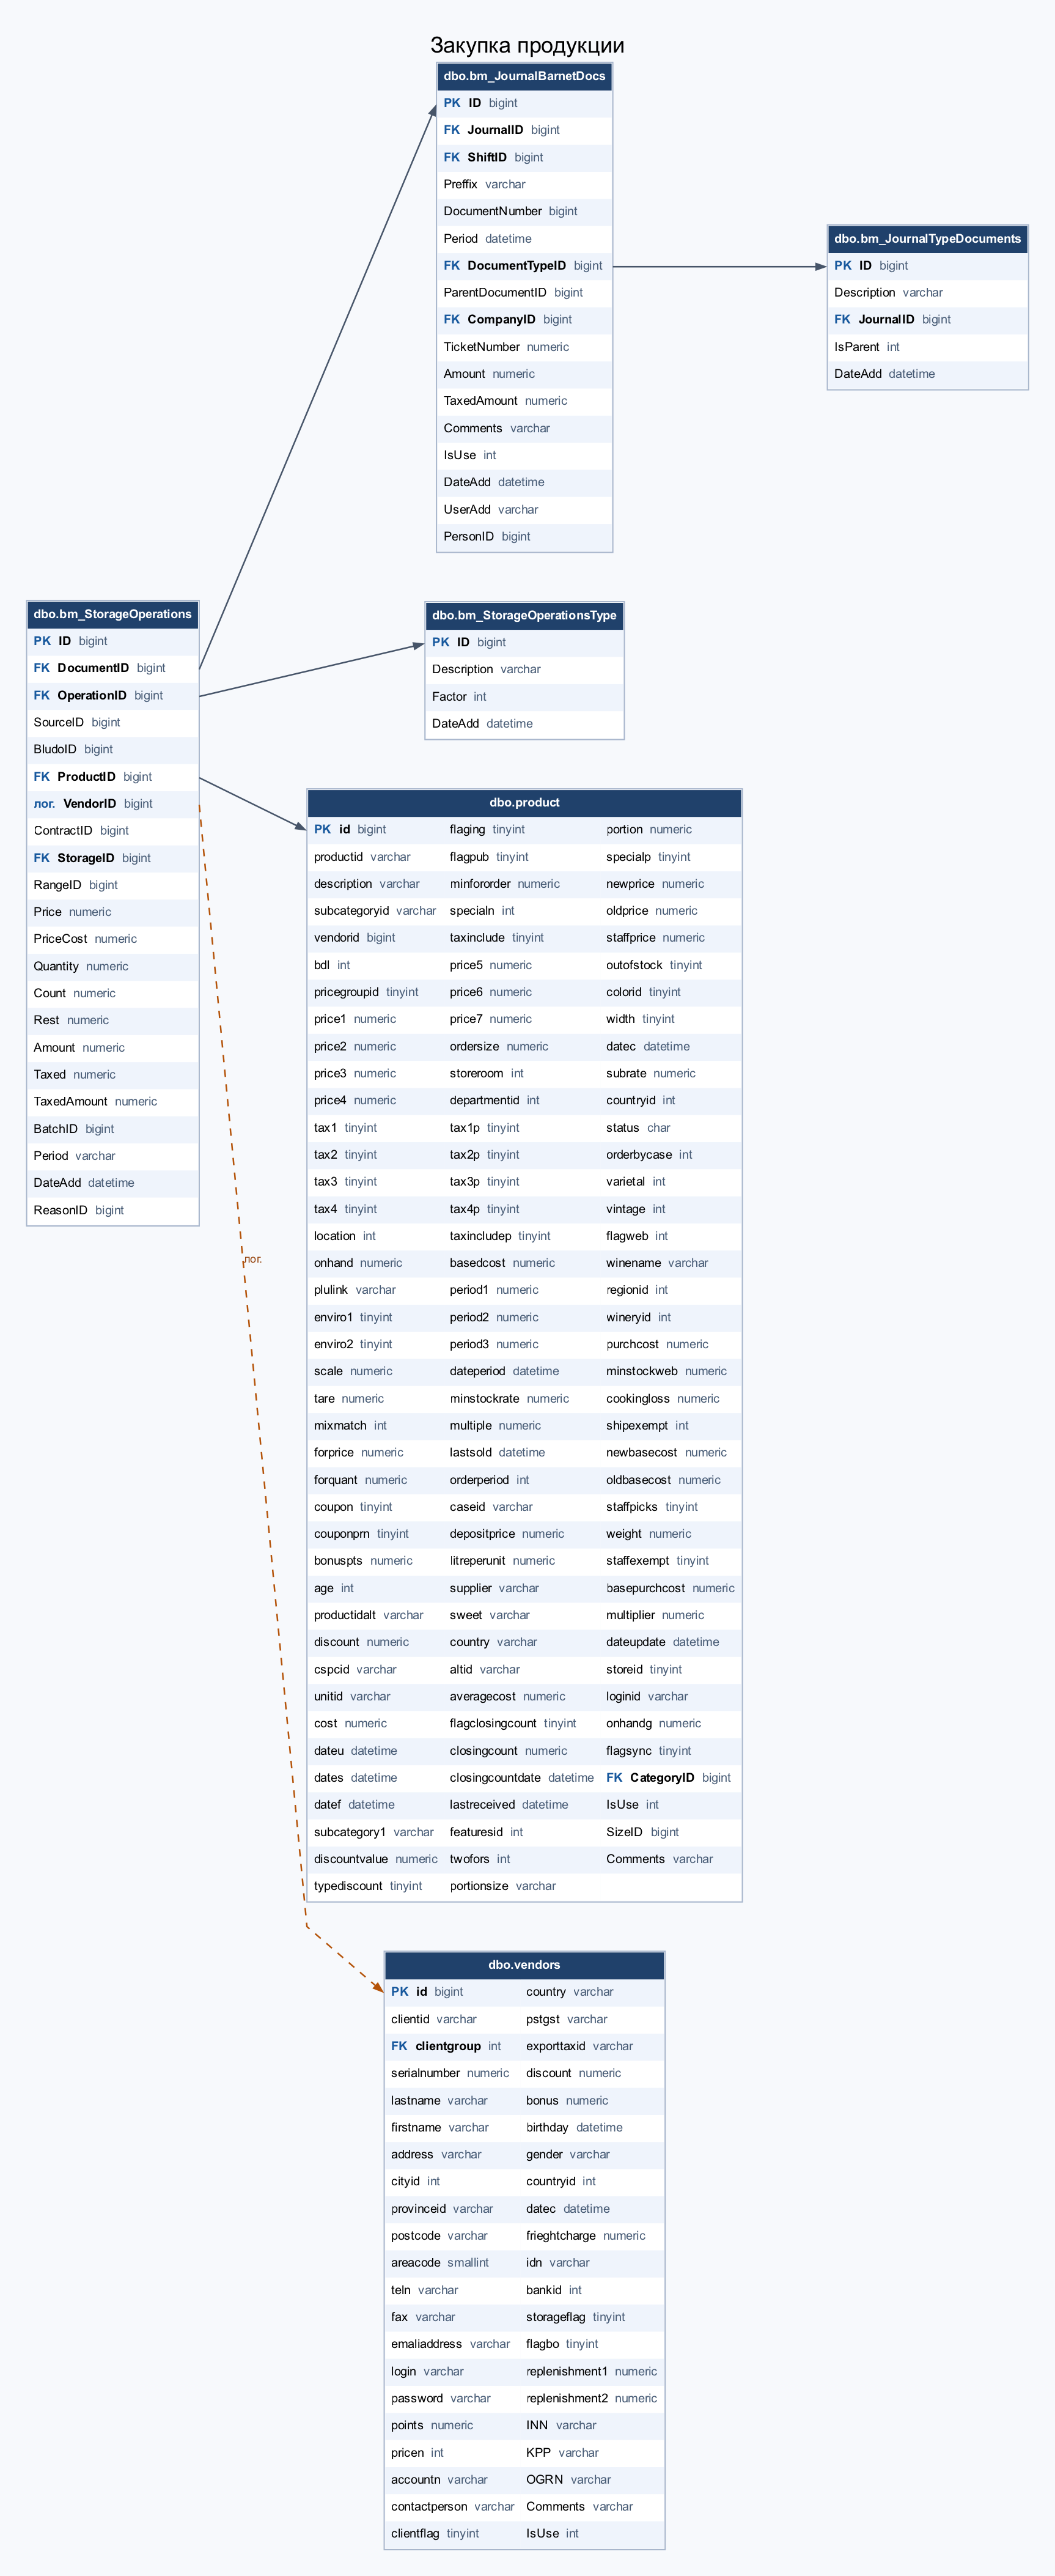 Закупка продукции
dbo.bm_JournalBarnetDocs
PK ID bigint
FK JournalID bigint
FK ShiftID bigint
Preffix varchar
DocumentNumber bigint
Period datetime
FK DocumentTypeID bigint
ParentDocumentID bigint
FK CompanyID bigint
TicketNumber numeric
Amount numeric
TaxedAmount numeric
Comments varchar
IsUse int
DateAdd datetime
UserAdd varchar
PersonID bigint
dbo.bm_JournalTypeDocuments
PK ID bigint
Description varchar
FK JournalID bigint
IsParent int
DateAdd datetime
dbo.bm_StorageOperations
PK ID bigint
FK DocumentID bigint
FK OperationID bigint
SourceID bigint
BludoID bigint
FK ProductID bigint
лог. VendorID bigint
ContractID bigint
FK StorageID bigint
RangeID bigint
Price numeric
PriceCost numeric
Quantity numeric
Count numeric
Rest numeric
Amount numeric
Taxed numeric
TaxedAmount numeric
BatchID bigint
Period varchar
DateAdd datetime
ReasonID bigint
dbo.bm_StorageOperationsType
PK ID bigint
Description varchar
Factor int
DateAdd datetime
dbo.product
PK id bigint flaging tinyint portion numeric
productid varchar flagpub tinyint specialp tinyint
description varchar minfororder numeric newprice numeric
subcategoryid varchar specialn int oldprice numeric
vendorid bigint taxinclude tinyint staffprice numeric
bdl int price5 numeric outofstock tinyint
pricegroupid tinyint price6 numeric colorid tinyint
price1 numeric price7 numeric width tinyint
price2 numeric ordersize numeric datec datetime
price3 numeric storeroom int subrate numeric
price4 numeric departmentid int countryid int
tax1 tinyint tax1p tinyint status char
tax2 tinyint tax2p tinyint orderbycase int
tax3 tinyint tax3p tinyint varietal int
tax4 tinyint tax4p tinyint vintage int
location int taxincludep tinyint flagweb int
onhand numeric basedcost numeric winename varchar
plulink varchar period1 numeric regionid int
enviro1 tinyint period2 numeric wineryid int
enviro2 tinyint period3 numeric purchcost numeric
scale numeric dateperiod datetime minstockweb numeric
tare numeric minstockrate numeric cookingloss numeric
mixmatch int multiple numeric shipexempt int
forprice numeric lastsold datetime newbasecost numeric
forquant numeric orderperiod int oldbasecost numeric
coupon tinyint caseid varchar staffpicks tinyint
couponprn tinyint depositprice numeric weight numeric
bonuspts numeric litreperunit numeric staffexempt tinyint
age int supplier varchar basepurchcost numeric
productidalt varchar sweet varchar multiplier numeric
discount numeric country varchar dateupdate datetime
cspcid varchar altid varchar storeid tinyint
unitid varchar averagecost numeric loginid varchar
cost numeric flagclosingcount tinyint onhandg numeric
dateu datetime closingcount numeric flagsync tinyint
dates datetime closingcountdate datetime FK CategoryID bigint
datef datetime lastreceived datetime IsUse int
subcategory1 varchar featuresid int SizeID bigint
discountvalue numeric twofors int Comments varchar
typediscount tinyint portionsize varchar
лог.
dbo.vendors
PK id bigint country varchar
clientid varchar pstgst varchar
FK clientgroup int exporttaxid varchar
serialnumber numeric discount numeric
lastname varchar bonus numeric
firstname varchar birthday datetime
address varchar gender varchar
cityid int countryid int
provinceid varchar datec datetime
postcode varchar frieghtcharge numeric
areacode smallint idn varchar
teln varchar bankid int
fax varchar storageflag tinyint
emaliaddress varchar flagbo tinyint
login varchar replenishment1 numeric
password varchar replenishment2 numeric
points numeric INN varchar
pricen int KPP varchar
accountn varchar OGRN varchar
contactperson varchar Comments varchar
clientflag tinyint IsUse int